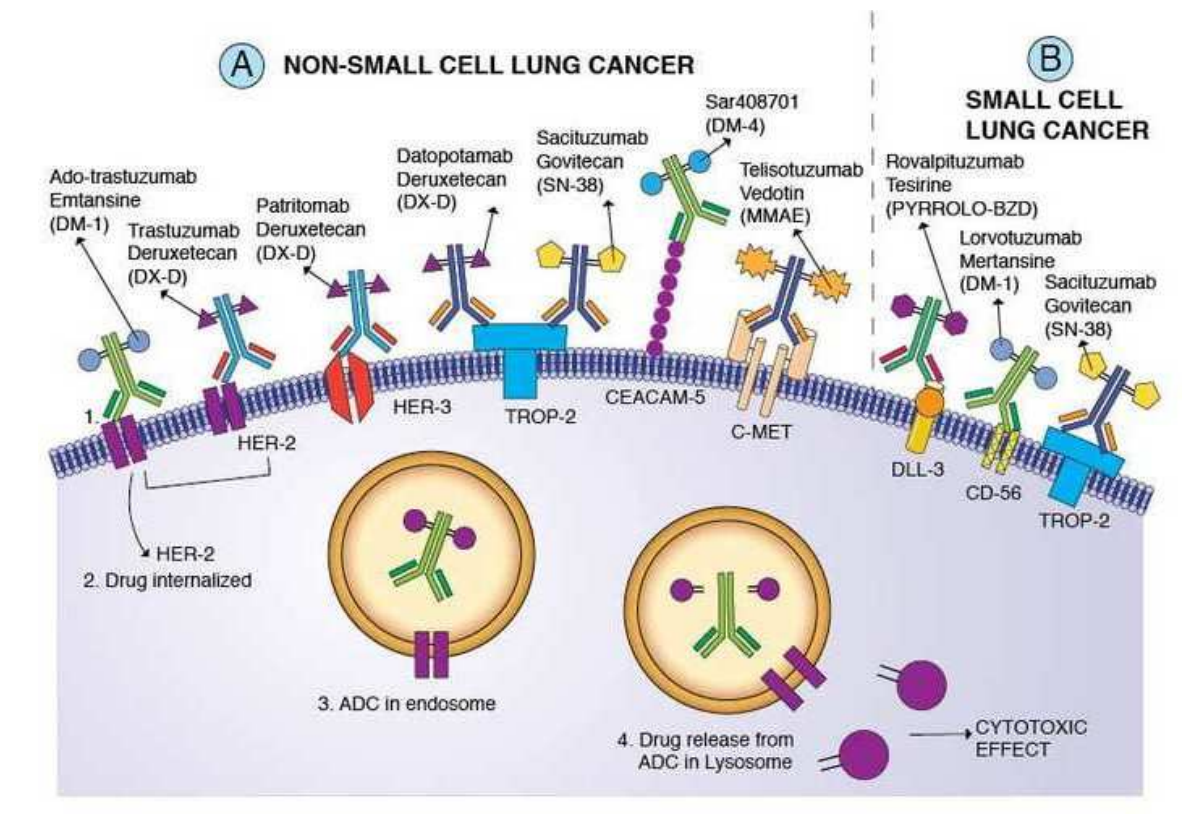 A
NON-SMALL CELL LUNG CANCER
B
SMALL CELL
LUNG CANCER
Ado-trastuzumab
Emtansine
(DM-1)
Trastuzumab
Deruxetecan
(DX-D)
Patritomab
Deruxetecan
(DX-D)
Datopotamab
Deruxetecan
(DX-D)
Sacituzumab
Govitecan
(SN-38)
Sar408701
(DM-4)
Telisotuzumab
Vedotin
(MMAE)
Rovalpituzumab
Tesirine
(PYRROLO-BZD)
Lorvotuzumab
Mertansine
(DM-1)
Sacituzumab
Govitecan
(SN-38)
1.
HER-2
HER-3
TROP-2
CEACAM-5
C-MET
DLL-3
CD-56
TROP-2
HER-2
2. Drug internalized
3. ADC in endosome
4. Drug release from
ADC in Lysosome
CYTOTOXIC
EFFECT